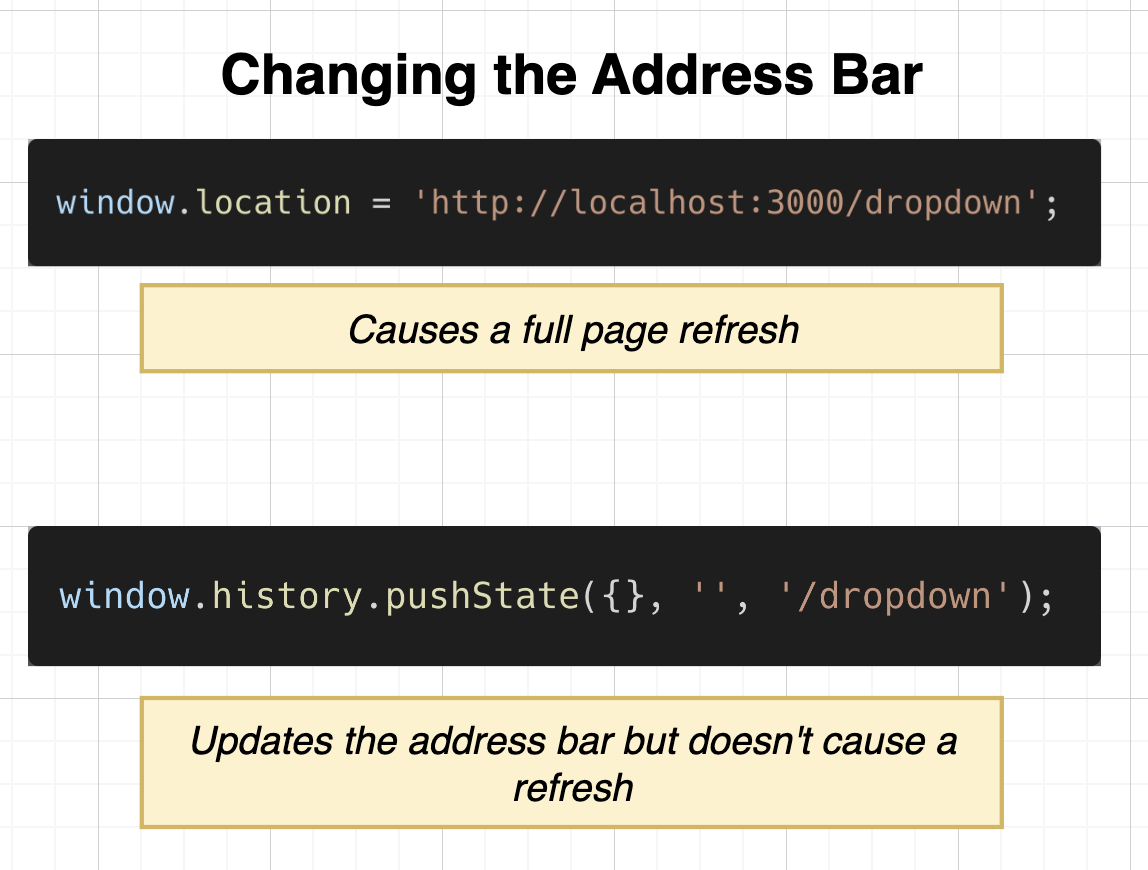 Changing the Address Bar
window.location = 'http://localhost:3000/dropdown';
Causes a full page refresh
window.history.pushState({}, '', '/dropdown');
Updates the address bar but doesn't cause a
refresh